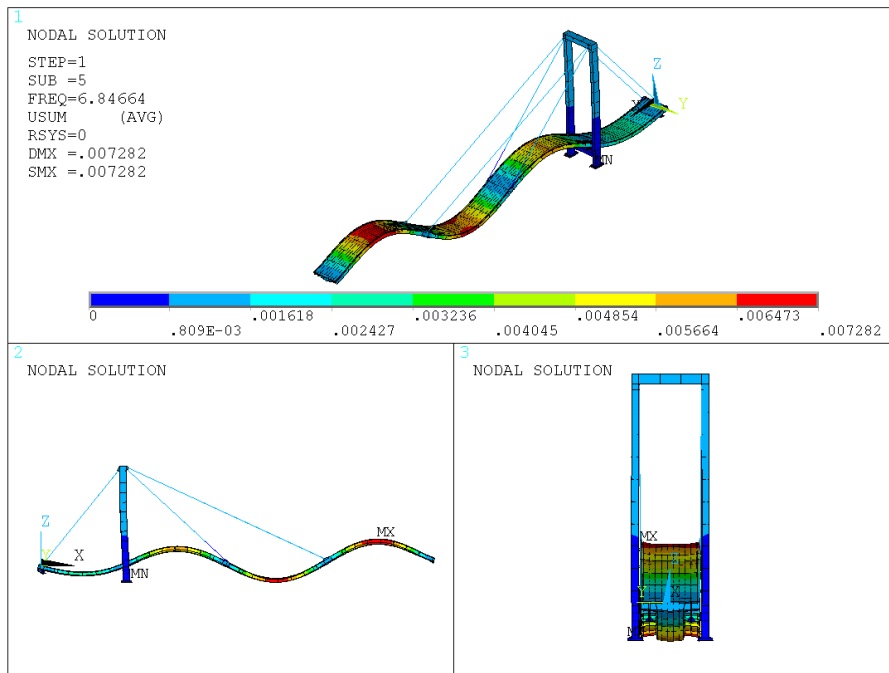 1
NODAL SOLUTION
STEP=1
SUB =5
FREQ=6.84664
USUM (AVG)
RSYS=0
DMX =.007282
SMX =.007282
Z
Y
MN
0 .001618 .003236 .004854 .006473
.809E-03 .002427 .004045 .005664 .007282
2
NODAL SOLUTION
Z
Y
X
MN
MX
3
NODAL SOLUTION
MX
Y
X